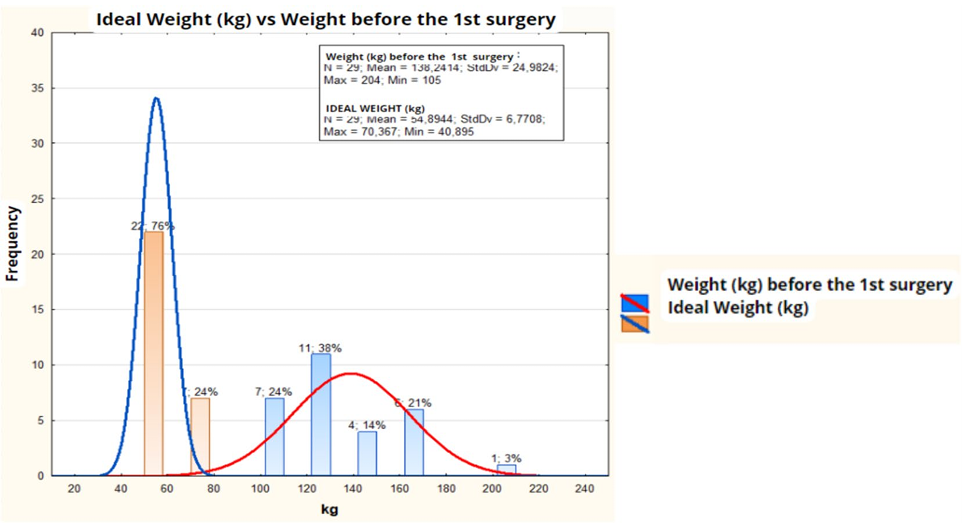 Ideal Weight (kg) vs Weight before the 1st surgery
Weight (kg) before the 1st surgery :
N = 29; Mean = 138,2414; StdDv = 24,9824;
Max = 204; Min = 105
IDEAL WEIGHT (kg)
N = 29; Mean = 54,8944; StdDv = 6,7708;
Max = 70,367; Min = 40,895
Frequency
40
35
30
25
20
15
10
5
0
22; 76%
24%
7; 24%
11; 38%
4; 14%
6; 21%
1; 3%
20 40 60 80 100 120 140 160 180 200 220 240
kg
Weight (kg) before the 1st surgery
Ideal Weight (kg)